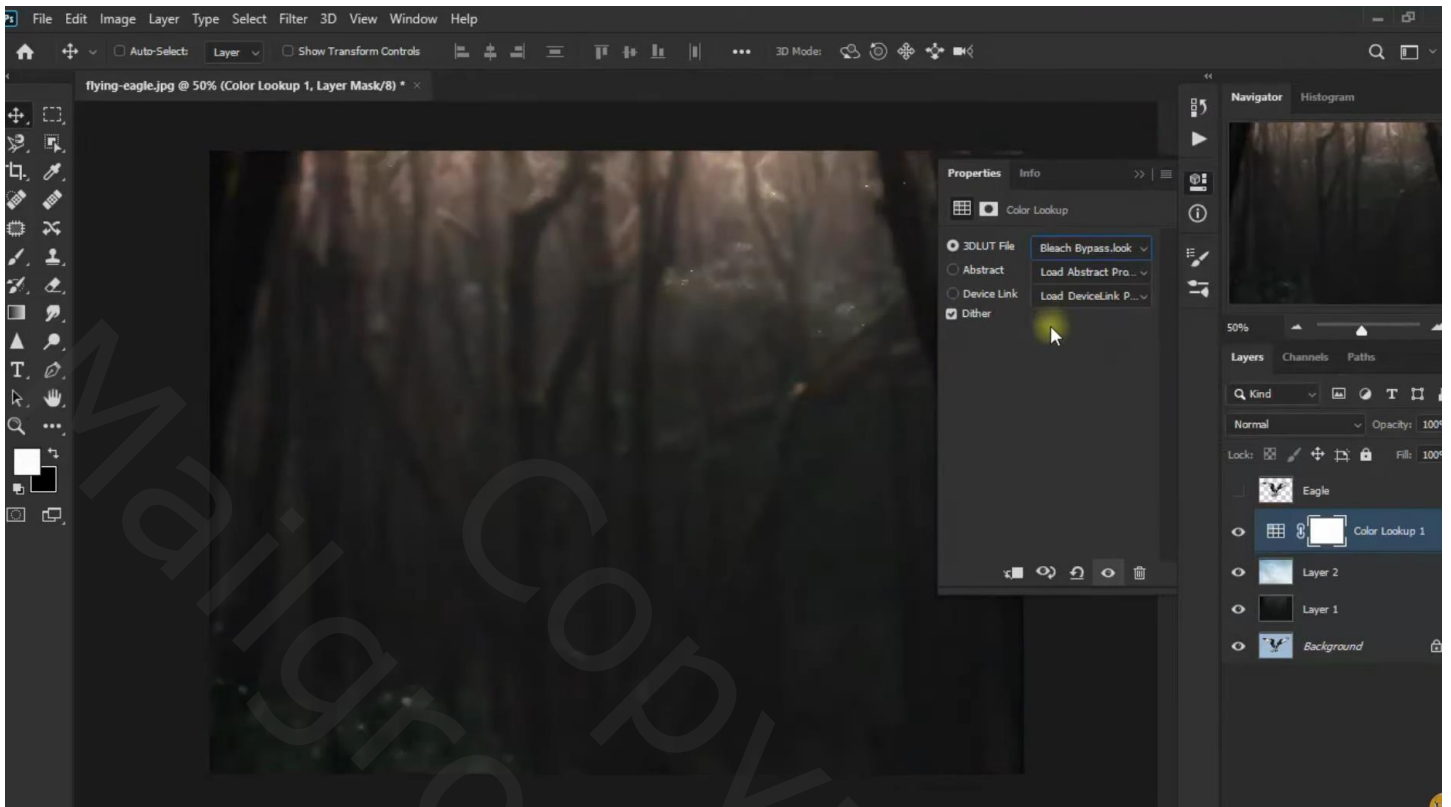 Ps File Edit Image Layer Type Select Filter 3D View Window Help
Auto-Select: Layer Show Transform Controls 3D Mode:
flying-eagle.jpg @ 50% (Color Lookup 1, Layer Mask/8) * ×
Navigator Histogram
Properties Info
Color Lookup
3DLUT File Bleach Bypass.look
Abstract Load Abstract Pro...
Device Link Load DeviceLink P...
Dither
50%
Layers Channels Paths
Kind
Normal Opacity: 100%
Lock: Fill: 100%
Eagle
Color Lookup 1
Layer 2
Layer 1
Background